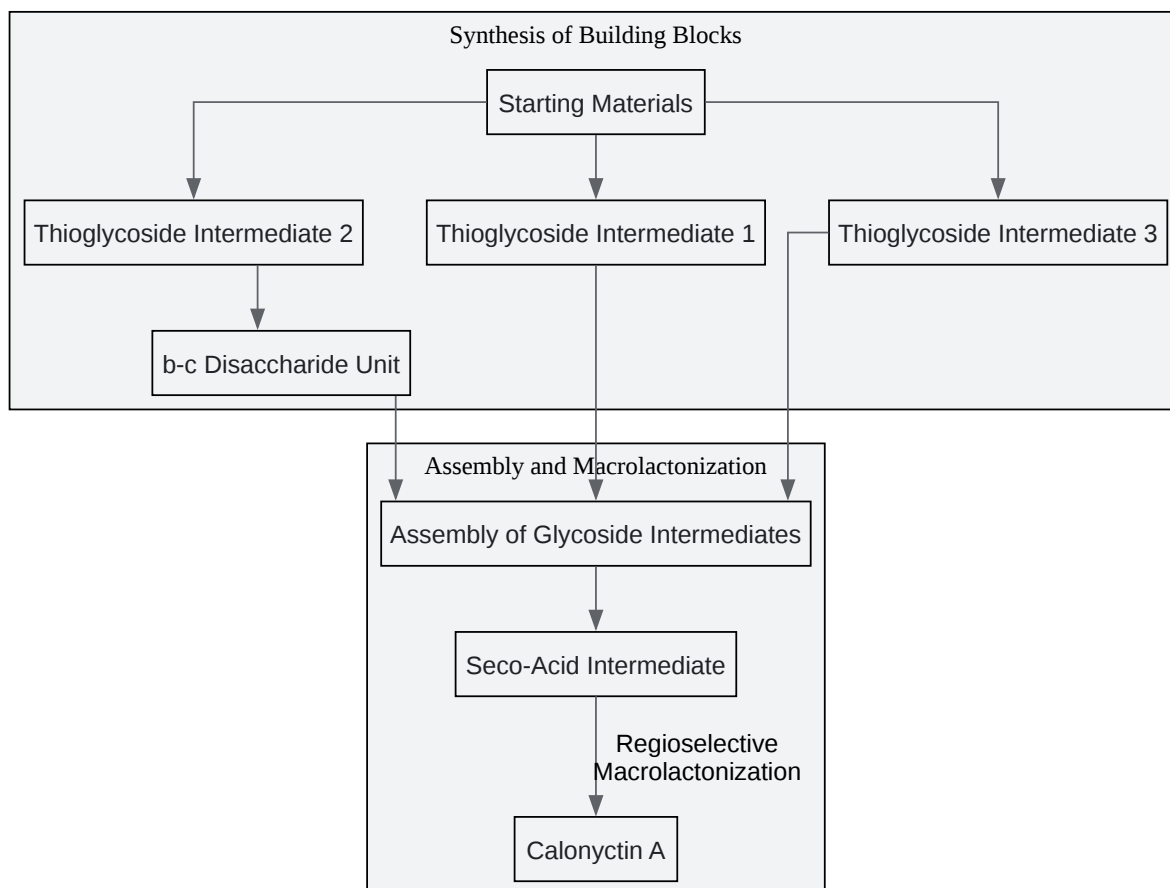 Synthesis of Building Blocks
Starting Materials
Thioglycoside Intermediate 2
Thioglycoside Intermediate 1
Thioglycoside Intermediate 3
b-c Disaccharide Unit
Assembly and Macrolactonization
Assembly of Glycoside Intermediates
Seco-Acid Intermediate
Regioselective
Macrolactonization
Calonyctin A